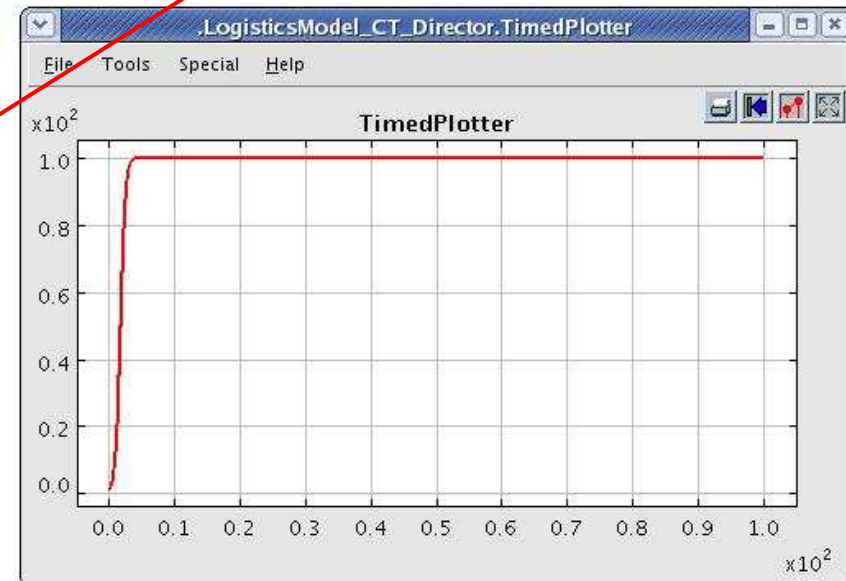 .LogisticsModel_CT_Director.TimedPlotter
File Tools Special Help
x10²
TimedPlotter
1.0
0.8
0.6
0.4
0.2
0.0
0.0 0.1 0.2 0.3 0.4 0.5 0.6 0.7 0.8 0.9 1.0
x10²